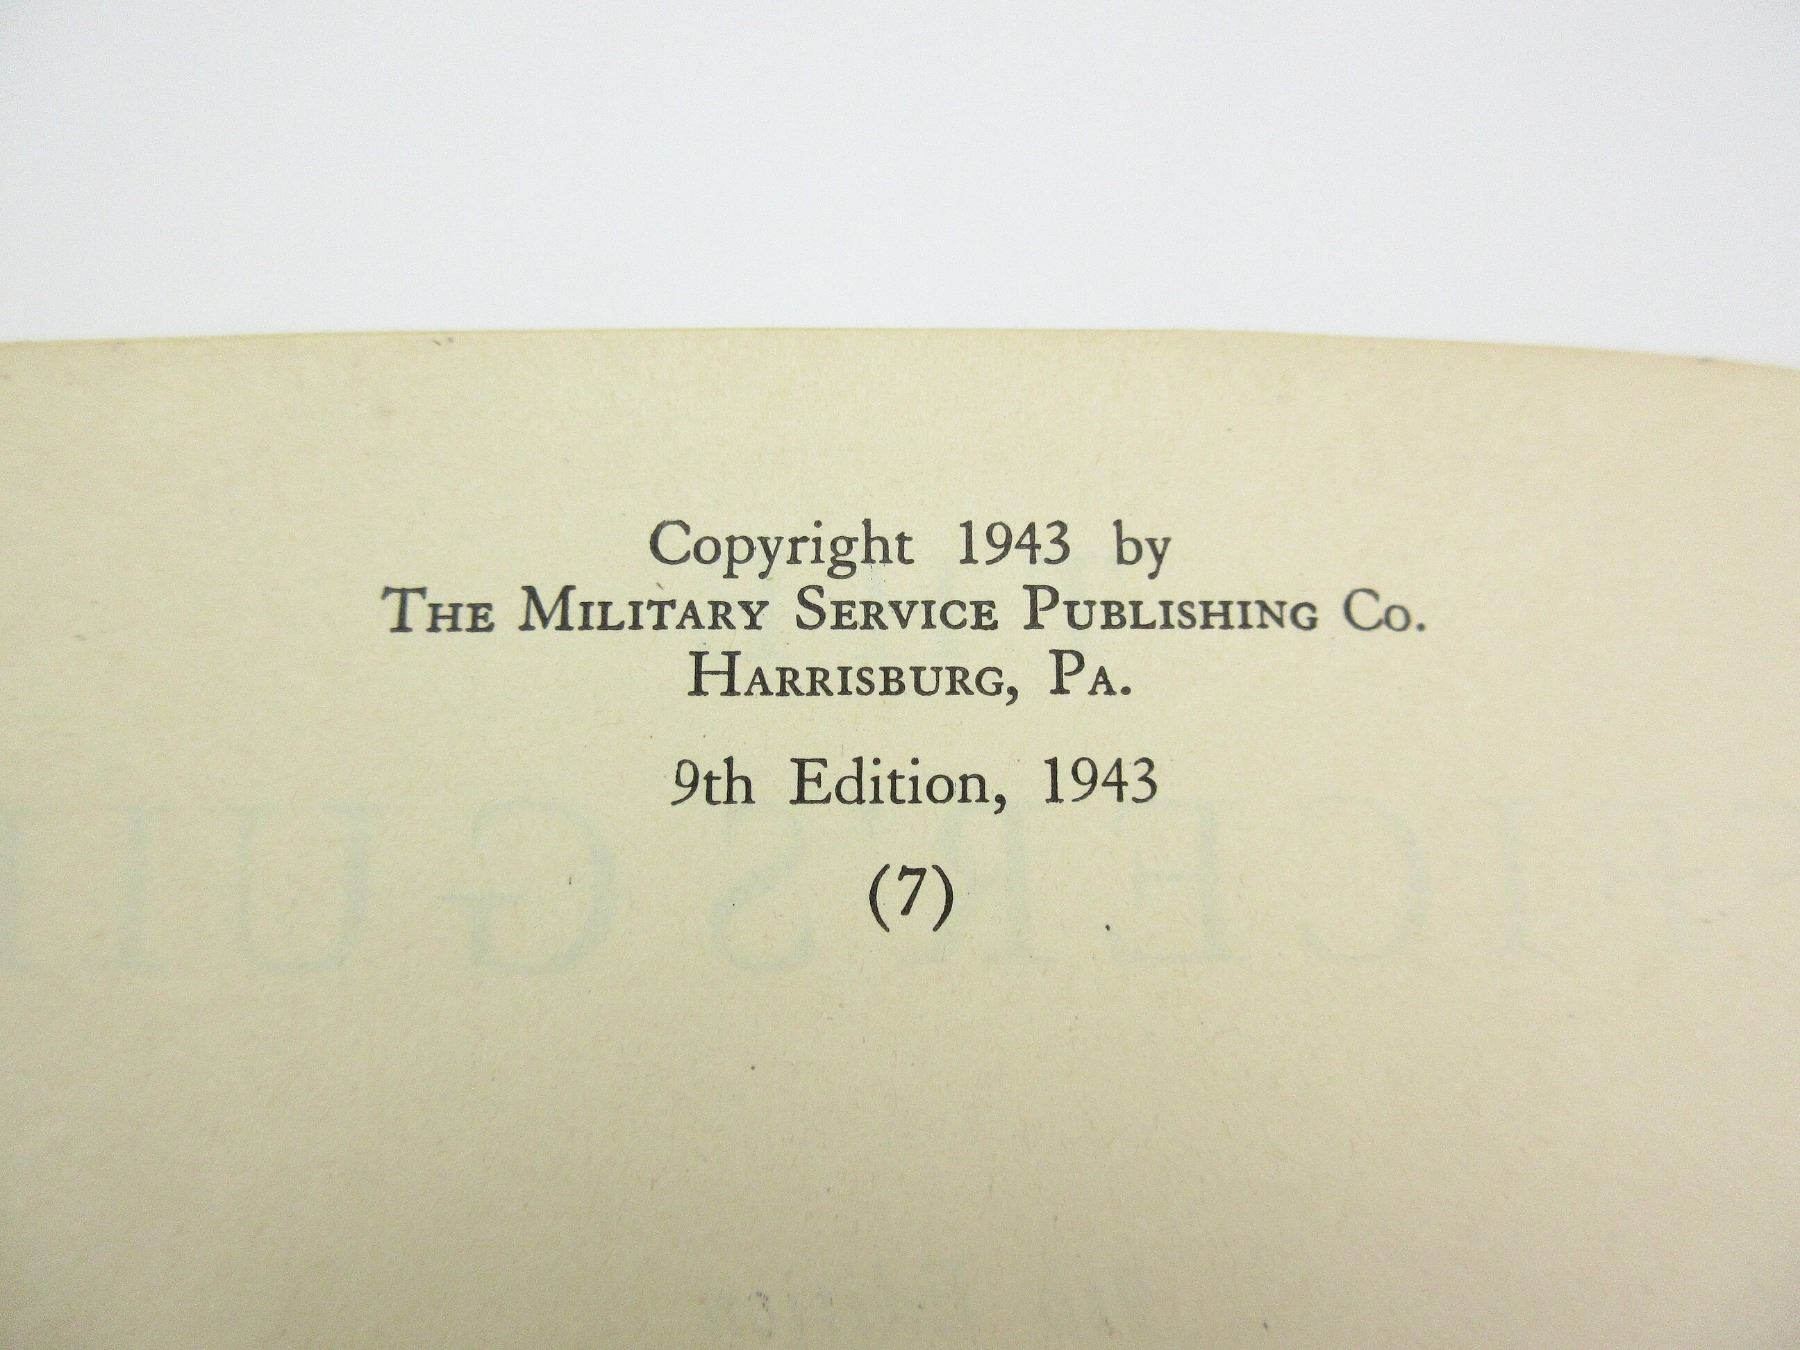 Copyright 1943 by
THE MILITARY SERVICE PUBLISHING CO.
HARRISBURG, PA.
9th Edition, 1943
(7)